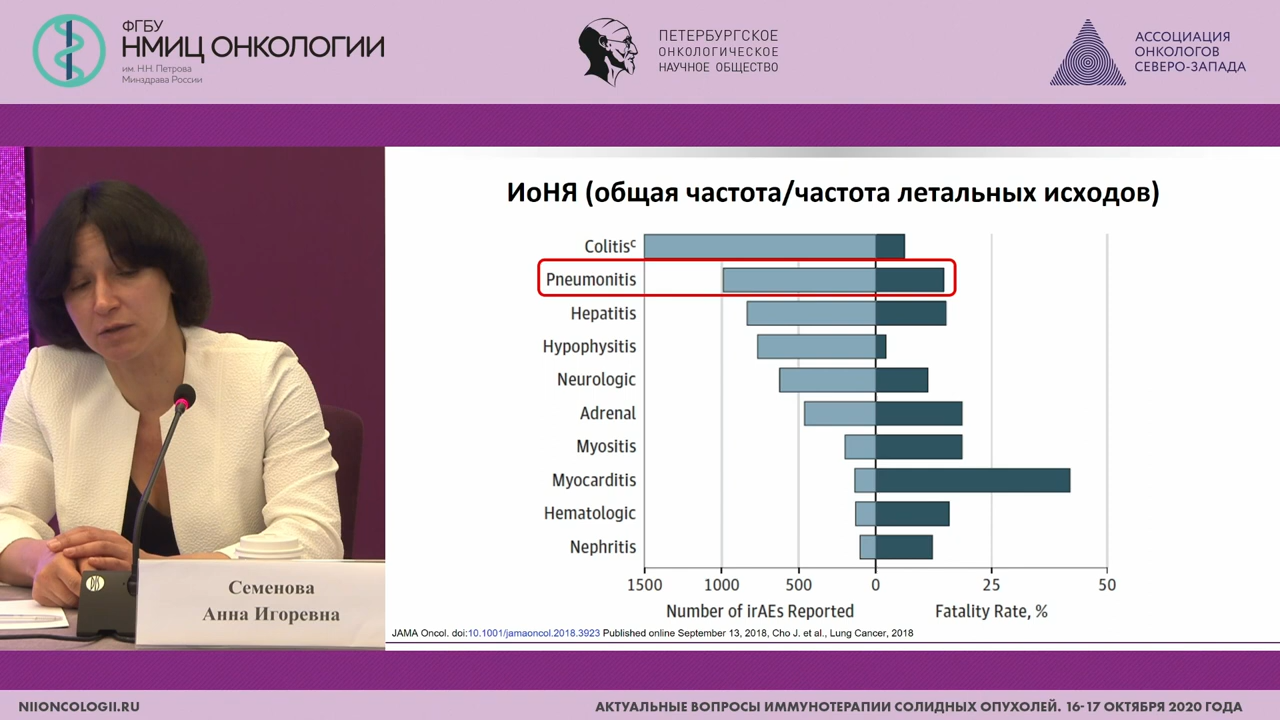 ФГБУ
НМИЦ ОНКОЛОГИИ
им. Н.Н. Петрова
Минздрава России
ПЕТЕРБУРГСКОЕ
ОНКОЛОГИЧЕСКОЕ
НАУЧНОЕ ОБЩЕСТВО
АССОЦИАЦИЯ
ОНКОЛОГОВ
СЕВЕРО-ЗАПАДА
ИоНЯ (общая частота/частота летальных исходов)
Colitisᶜ
Pneumonitis
Hepatitis
Hypophysitis
Neurologic
Adrenal
Myositis
Myocarditis
Hematologic
Nephritis
1500 1000 500 0 25 50
Number of irAEs Reported Fatality Rate, %
JAMA Oncol. doi:10.1001/jamaoncol.2018.3923 Published online September 13, 2018, Cho J. et al., Lung Cancer, 2018
Семенова
Анна Игоревна
NIIONCOLOGII.RU
АКТУАЛЬНЫЕ ВОПРОСЫ ИММУНОТЕРАПИИ СОЛИДНЫХ ОПУХОЛЕЙ. 16-17 ОКТЯБРЯ 2020 ГОДА